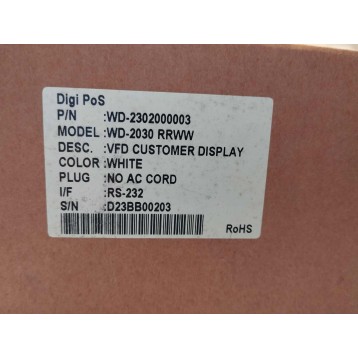 Digi PoS
P/N :WD-2302000003
MODEL :WD-2030 RRWW
DESC. :VFD CUSTOMER DISPLAY
COLOR :WHITE
PLUG :NO AC CORD
I/F :RS-232
S/N :D23BB00203
RoHS